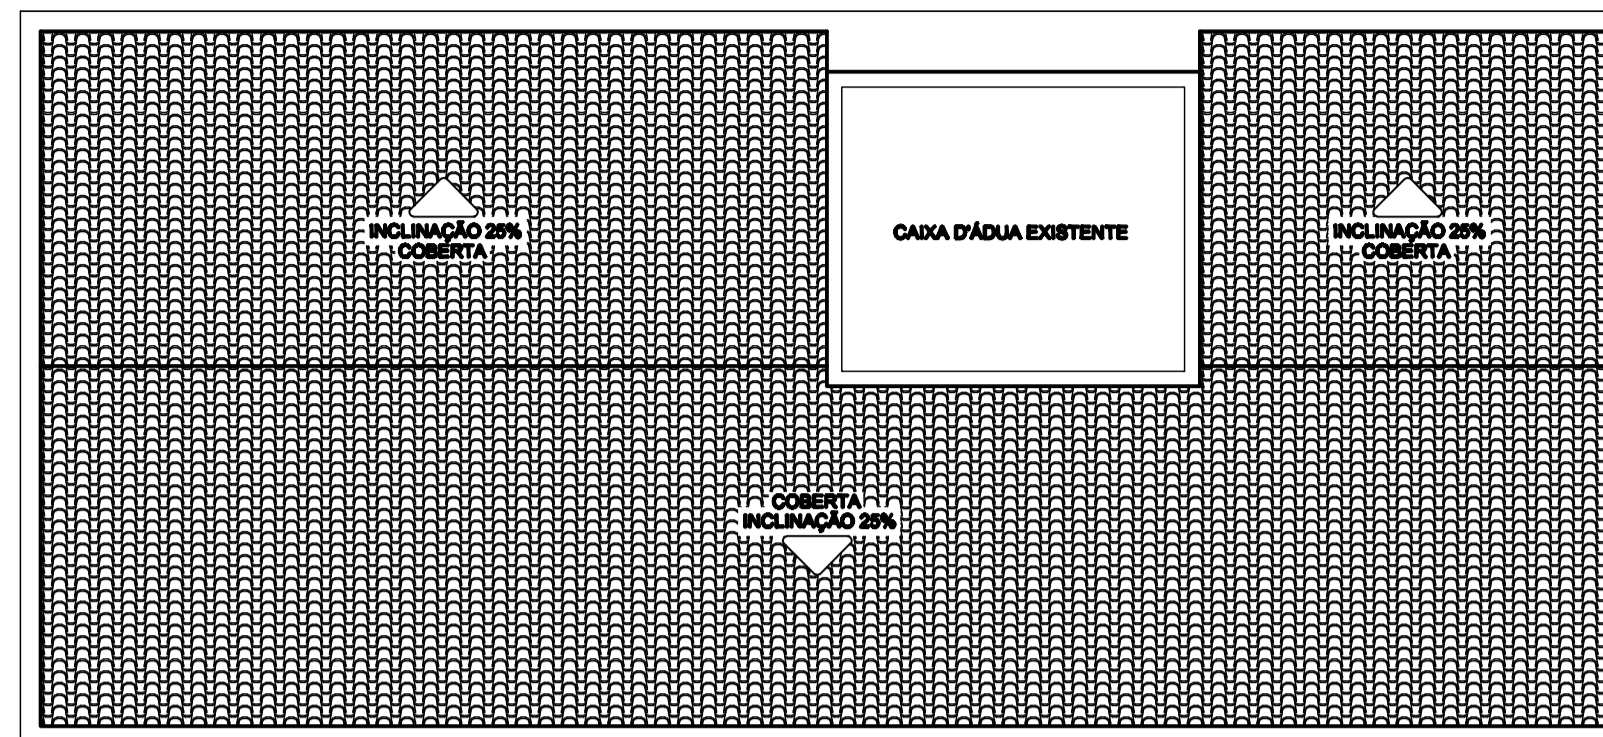 INCLINAÇÃO 25%
COBERTA
CAIXA D'ÁDUA EXISTENTE
INCLINAÇÃO 25%
COBERTA
COBERTA
INCLINAÇÃO 25%